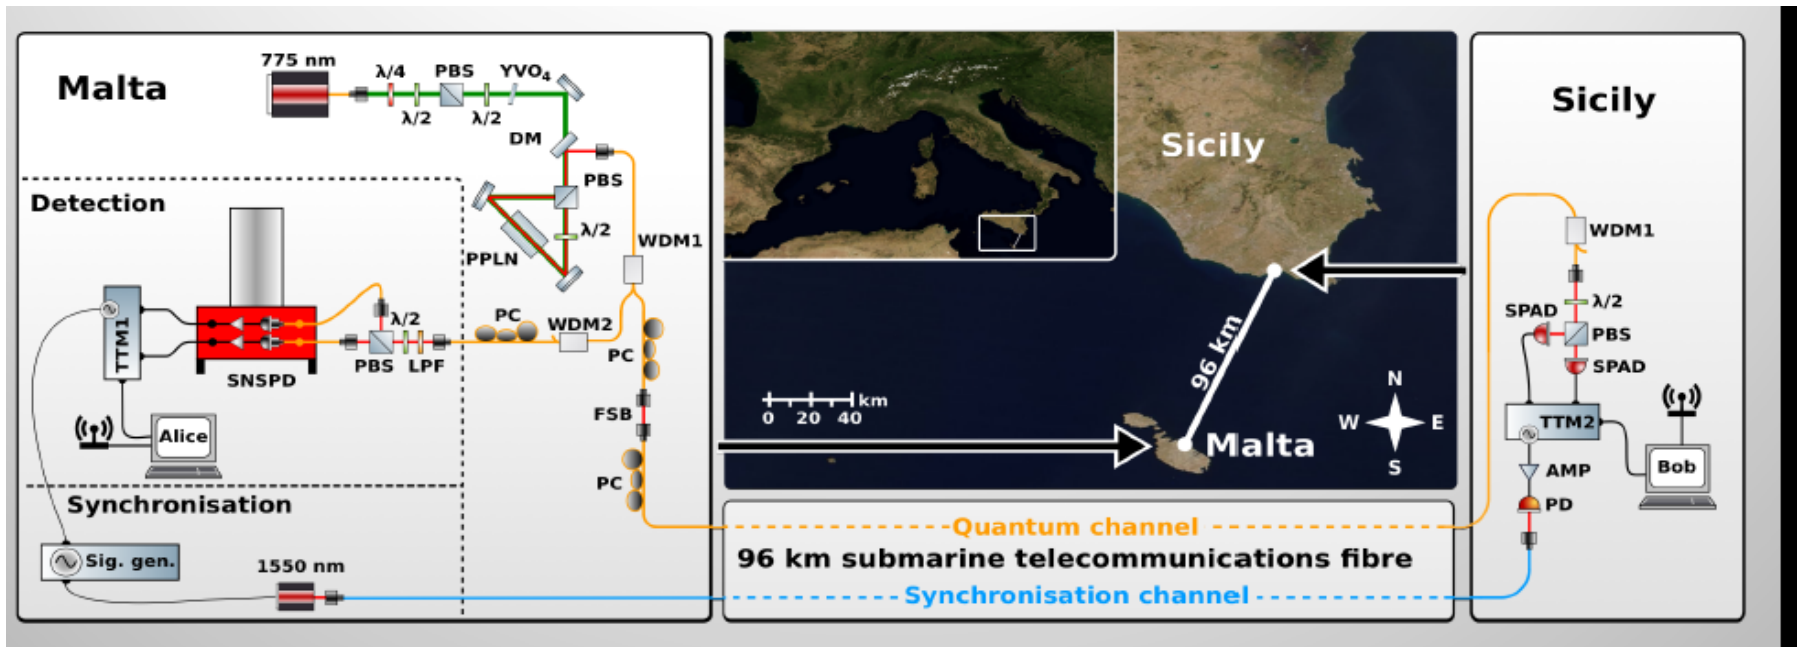 Malta
775 nm
λ/4
PBS
YVO4
λ/2
λ/2
DM
PBS
λ/2
PPLN
WDM1
Detection
TTM1
SNSPD
λ/2
PBS
LPF
PC
WDM2
PC
FSB
PC
Alice
Synchronisation
Sig. gen.
1550 nm
Sicily
96 km
km
0 20 40
Malta
N
W E
S
Quantum channel
96 km submarine telecommunications fibre
Synchronisation channel
Sicily
WDM1
λ/2
SPAD
PBS
SPAD
TTM2
AMP
Bob
PD